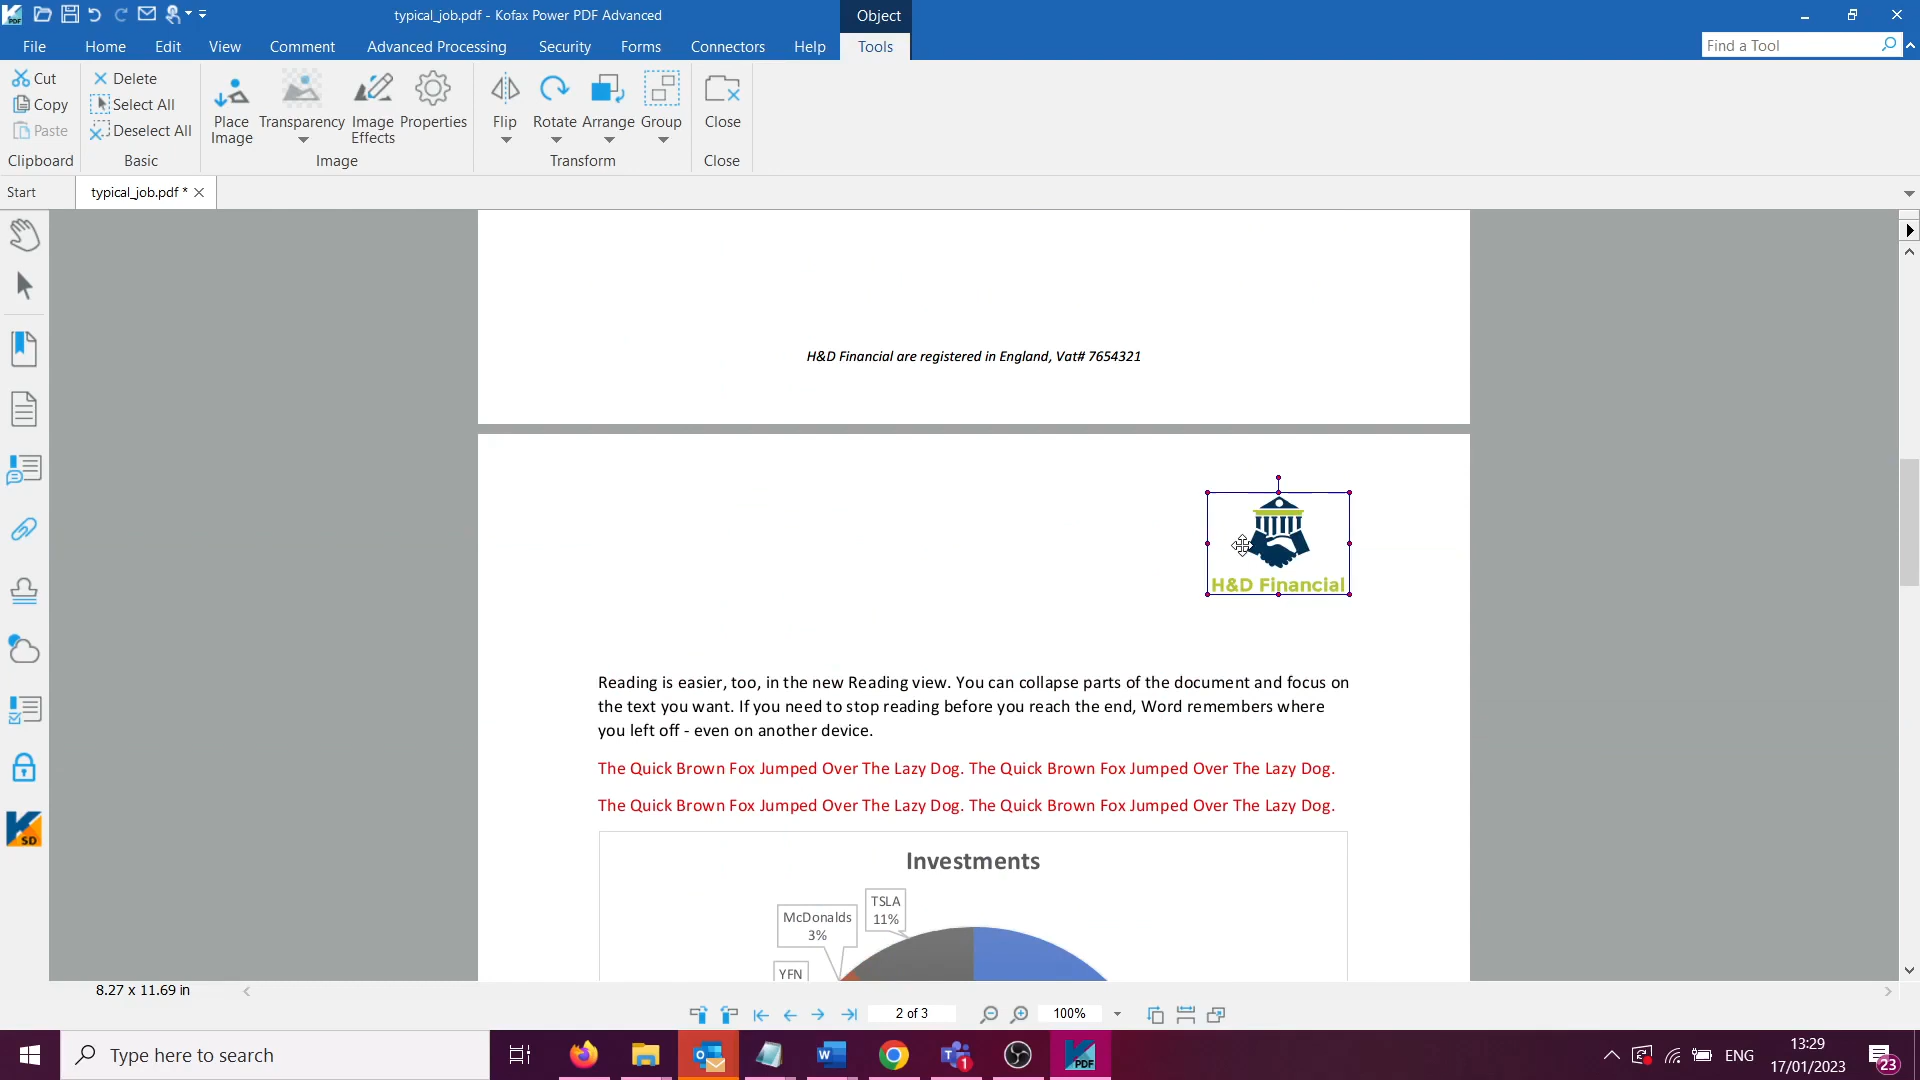 typical_job.pdf - Kofax Power PDF Advanced
Object
File Home Edit View Comment Advanced Processing Security Forms Connectors Help Tools
Find a Tool
Cut
Copy
Paste
Clipboard
Delete
Select All
Deselect All
Basic
Place Image
Transparency
Image Effects
Properties
Image
Flip
Rotate
Arrange
Group
Transform
Close
Close
Start
typical_job.pdf *
H&D Financial are registered in England, Vat# 7654321
H&D Financial
Reading is easier, too, in the new Reading view. You can collapse parts of the document and focus on
the text you want. If you need to stop reading before you reach the end, Word remembers where
you left off - even on another device.
The Quick Brown Fox Jumped Over The Lazy Dog. The Quick Brown Fox Jumped Over The Lazy Dog.
The Quick Brown Fox Jumped Over The Lazy Dog. The Quick Brown Fox Jumped Over The Lazy Dog.
Investments
TSLA
11%
McDonalds
3%
YFN
SD
8.27 x 11.69 in
2 of 3
100%
Type here to search
PDF
1
ENG
13:29
17/01/2023
23